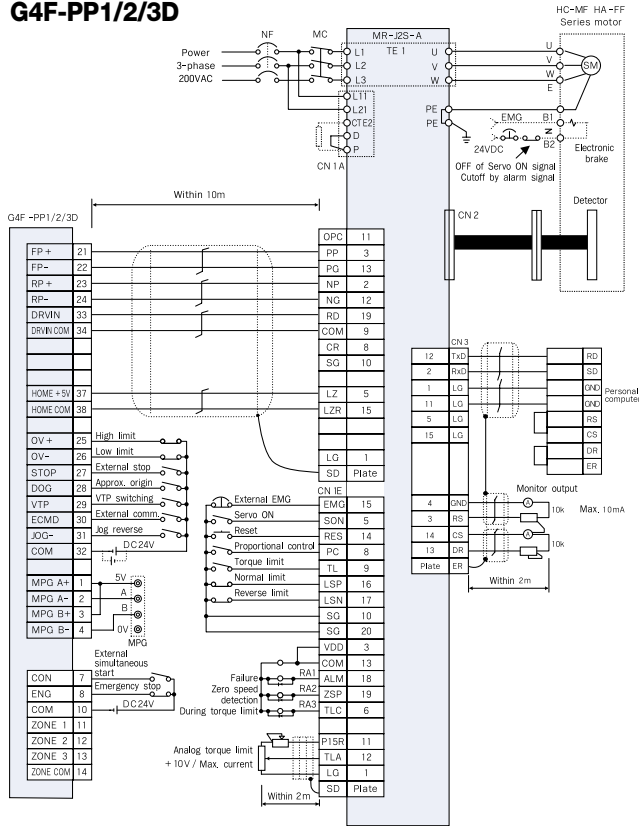 G4F-PP1/2/3D
HC-MF HA-FF
Series motor
NF
MC
MR-J2S-A
TE 1
Power
3-phase
200VAC
L1
L2
L3
U
V
W
U
V
W
E
SM
L11
L21
CTE2
D
P
CN 1A
PE
PE
EMG
B1
B2
24VDC
Electronic
brake
OFF of Servo ON signal
Cutoff by alarm signal
Detector
CN 2
Within 10m
G4F -PP1/2/3D
FP + 21
FP- 22
RP + 23
RP- 24
DRVIN 33
DRVIN COM 34
HOME +5V 37
HOME COM 38
OV + 25 High limit
OV- 26 Low limit
STOP 27 External stop
DOG 28 Approx. origin
VTP 29 VTP switching
ECMD 30 External comm.
JOG- 31 Jog reverse
COM 32 DC24V
MPG A+ 1 5V
MPG A- 2 A
MPG B+ 3 B
MPG B- 4 0V
MPG
External
simultaneous
start
CON 7
Emergency stop
ENG 8
COM 10 DC24V
ZONE 1 11
ZONE 2 12
ZONE 3 13
ZONE COM 14
OPC 11
PP 3
PG 13
NP 2
NG 12
RD 19
COM 9
CR 8
SG 10
LZ 5
LZR 15
LG 1
SD Plate
CN 1E
External EMG EMG 15
Servo ON SON 5
Reset RES 14
Proportional control PC 8
Torque limit TL 9
Normal limit LSP 16
Reverse limit LSN 17
SG 10
SG 20
VDD 3
COM 13
Failure RA1 ALM 18
Zero speed
detection RA2 ZSP 19
During torque limit RA3 TLC 6
P15R 11
Analog torque limit
+10V / Max. current
TLA 12
LG 1
SD Plate
Within 2m
CN 3
12 TxD RD
2 RxD SD
1 LG GND
11 LG GND
5 LG RS
15 LG CS
DR
ER
Personal
computer
Monitor output
4 GND A 10k
Max. 10mA
3 RS
14 CS A 10k
13 DR
Plate ER
Within 2m